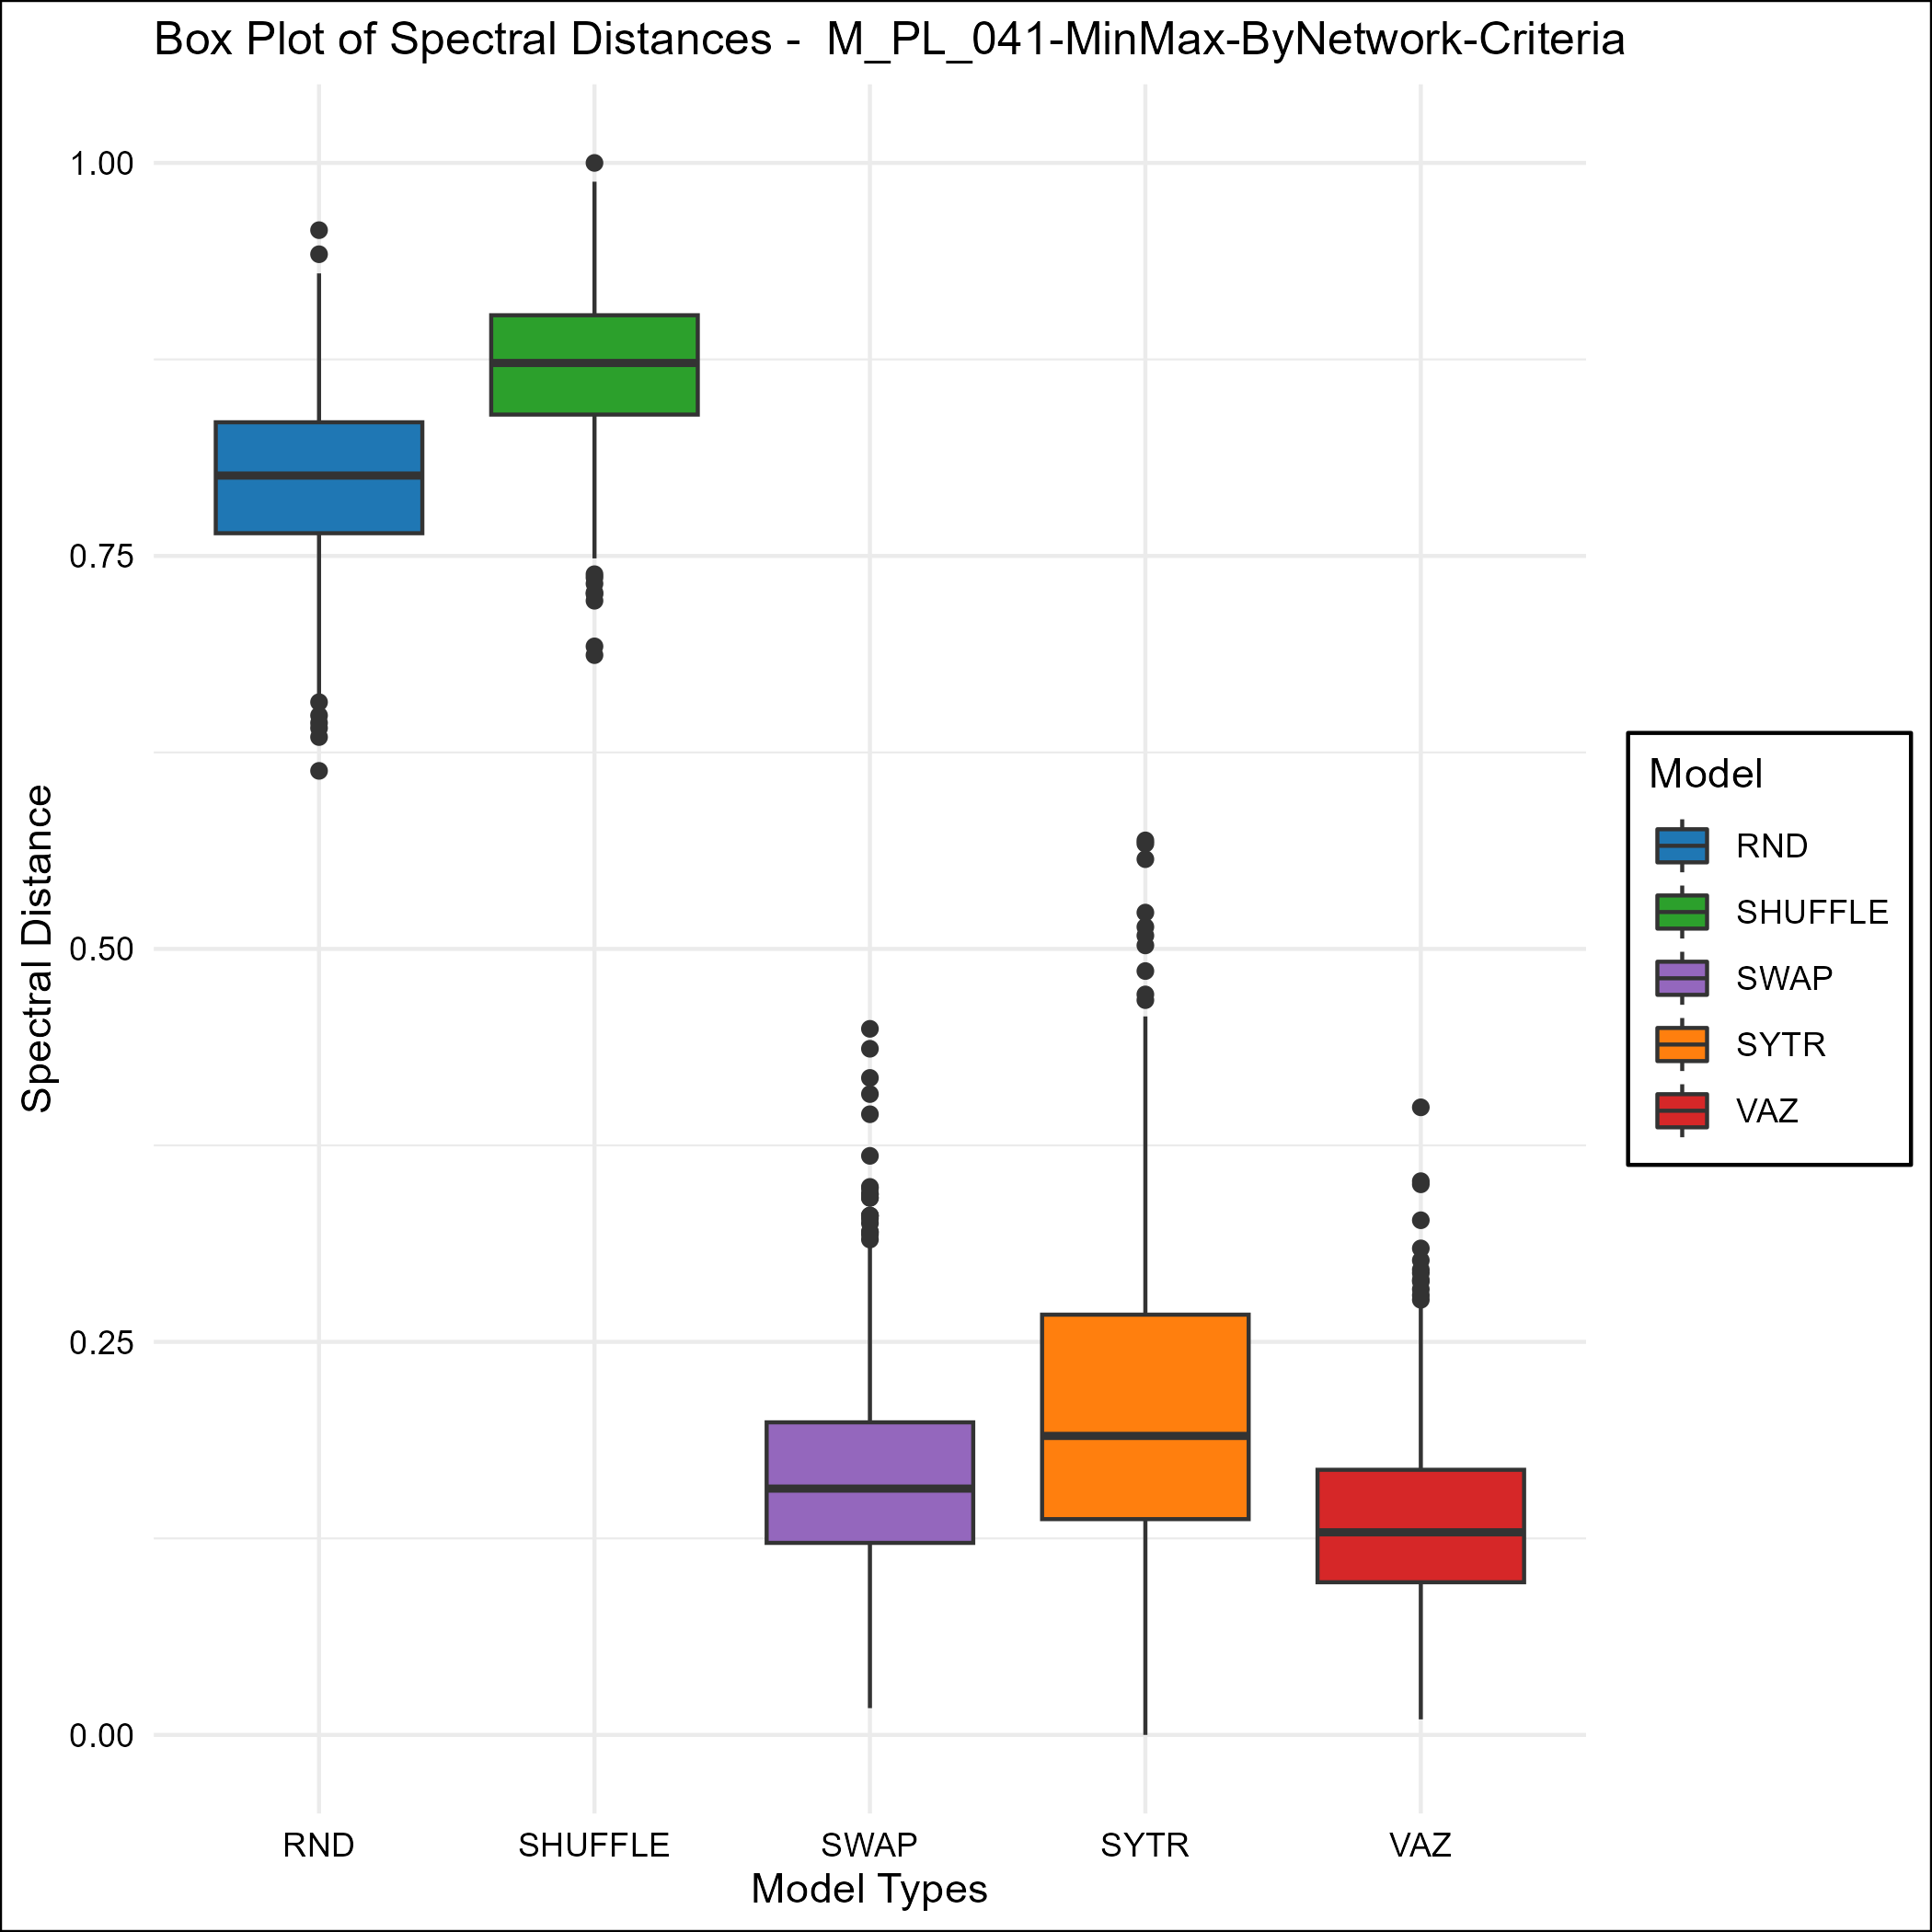 Box Plot of Spectral Distances -  M_PL_041-MinMax-ByNetwork-Criteria
1.00
0.75
0.50
0.25
0.00
Spectral Distance
RND
SHUFFLE
SWAP
SYTR
VAZ
Model Types
Model
RND
SHUFFLE
SWAP
SYTR
VAZ